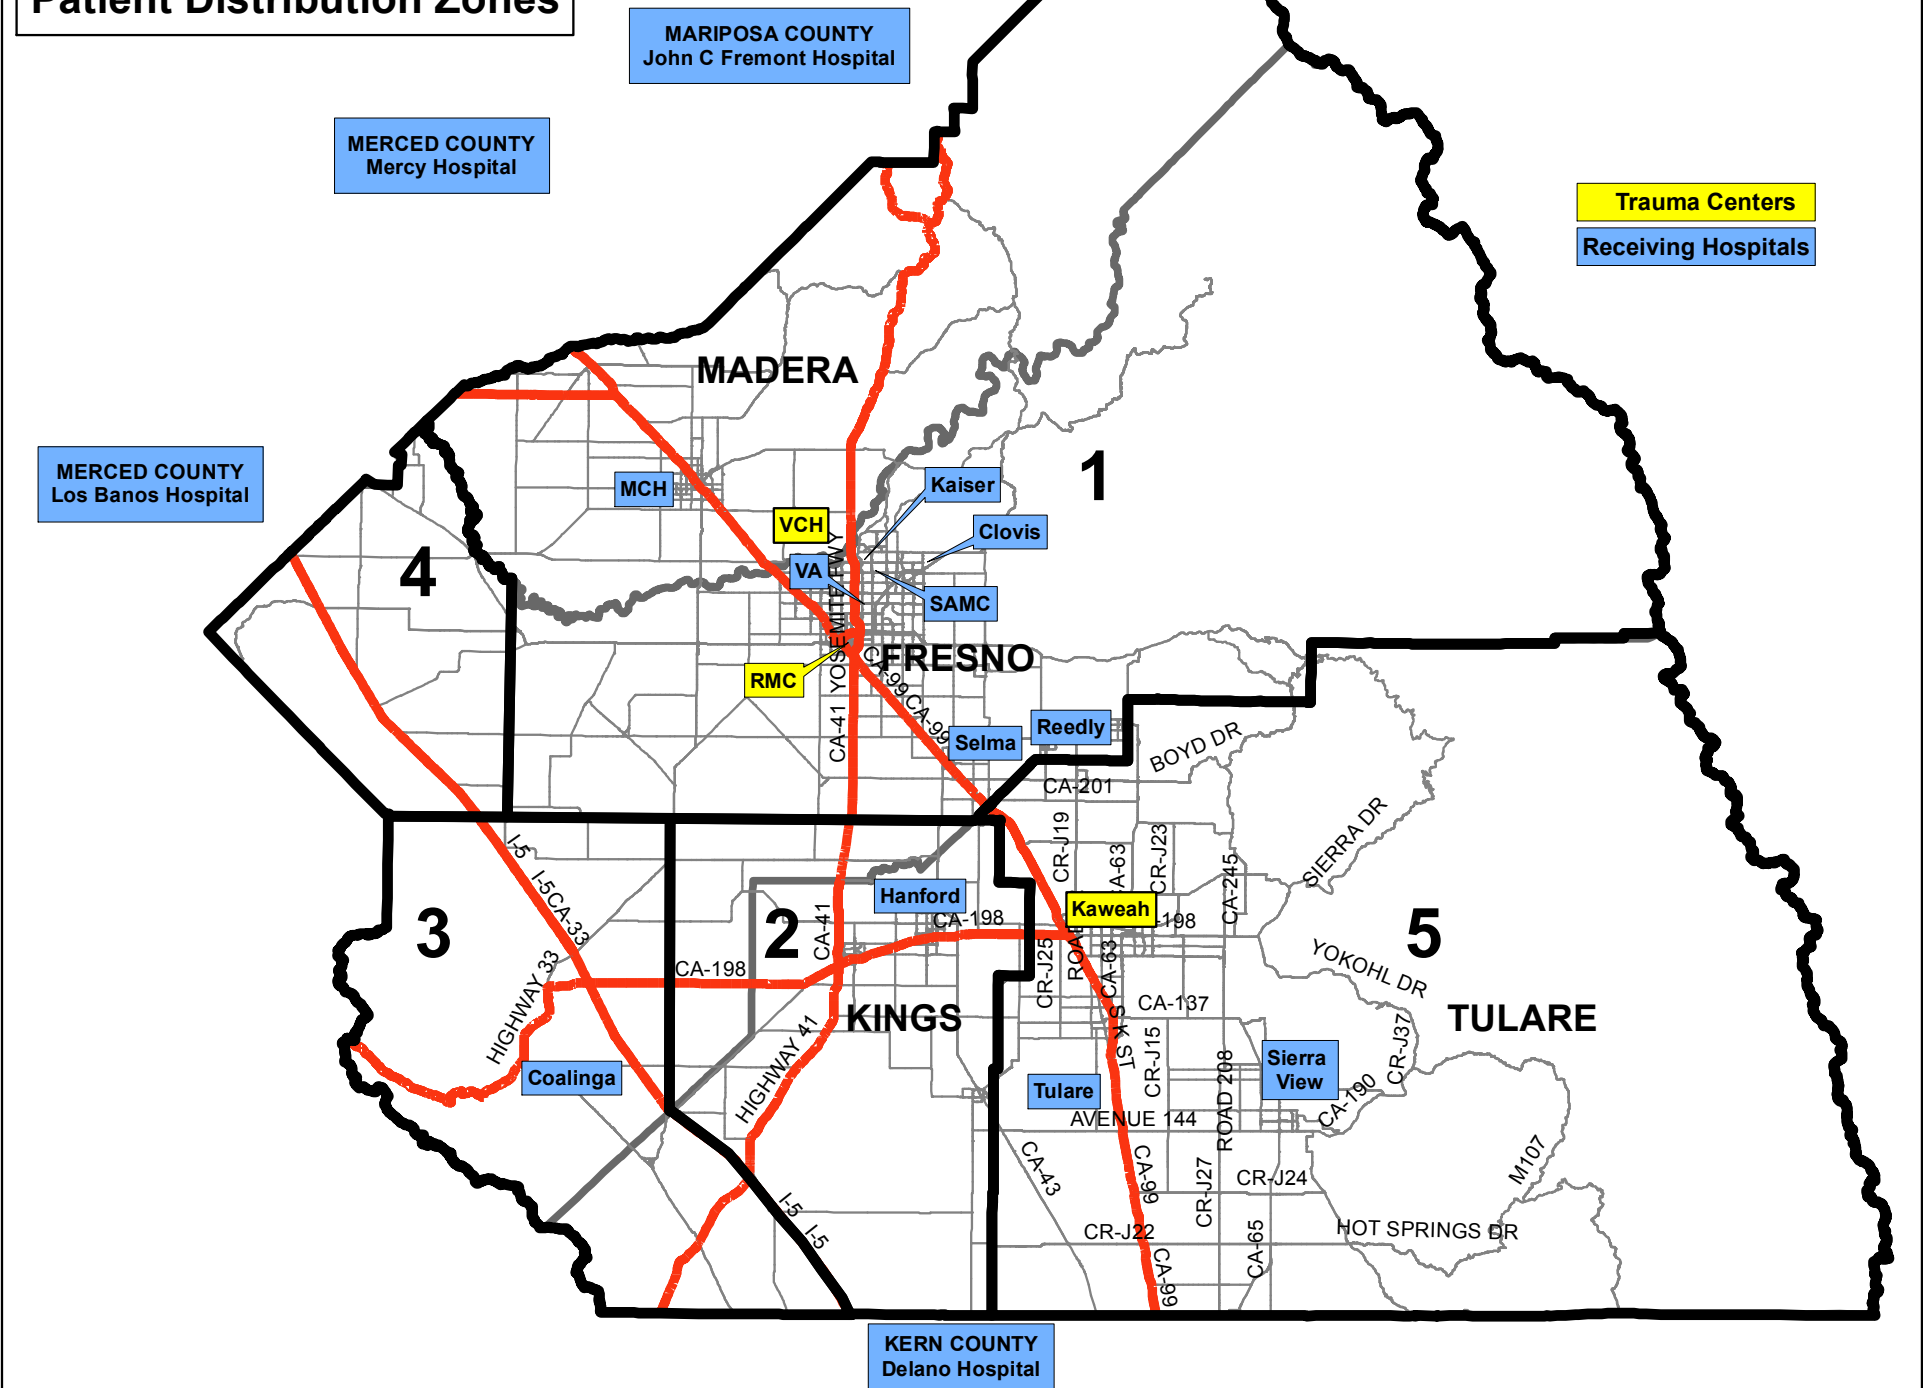 Patient Distribution Zones
MARIPOSA COUNTY
John C Fremont Hospital
MERCED COUNTY
Mercy Hospital
Trauma Centers
Receiving Hospitals
MADERA
MERCED COUNTY
Los Banos Hospital
1
MCH
Kaiser
VCH
Clovis
4
VA
SAMC
CA-41 YOSEMITE FWY
FRESNO
RMC
CA-99
CA-99
Selma
Reedly
BOYD DR
CA-201
SIERRA DR
CR-J19
CA-63
CR-J23
CA-245
I-5
I-5
CA-33
3
2
CA-41
Hanford
CA-198
Kaweah
-198
5
HIGHWAY 33
CA-198
CR-J25
ROA
CA-63
YOKOHL DR
CA-137
KINGS
TULARE
S K ST
CR-J15
CR-J37
Coalinga
HIGHWAY 41
Tulare
ROAD 208
Sierra
View
CA-190
AVENUE 144
CA-43
CA-99
CR-J27
CR-J24
M107
I-5
I-5
CR-J22
CA-65
HOT SPRINGS DR
CA-99
KERN COUNTY
Delano Hospital